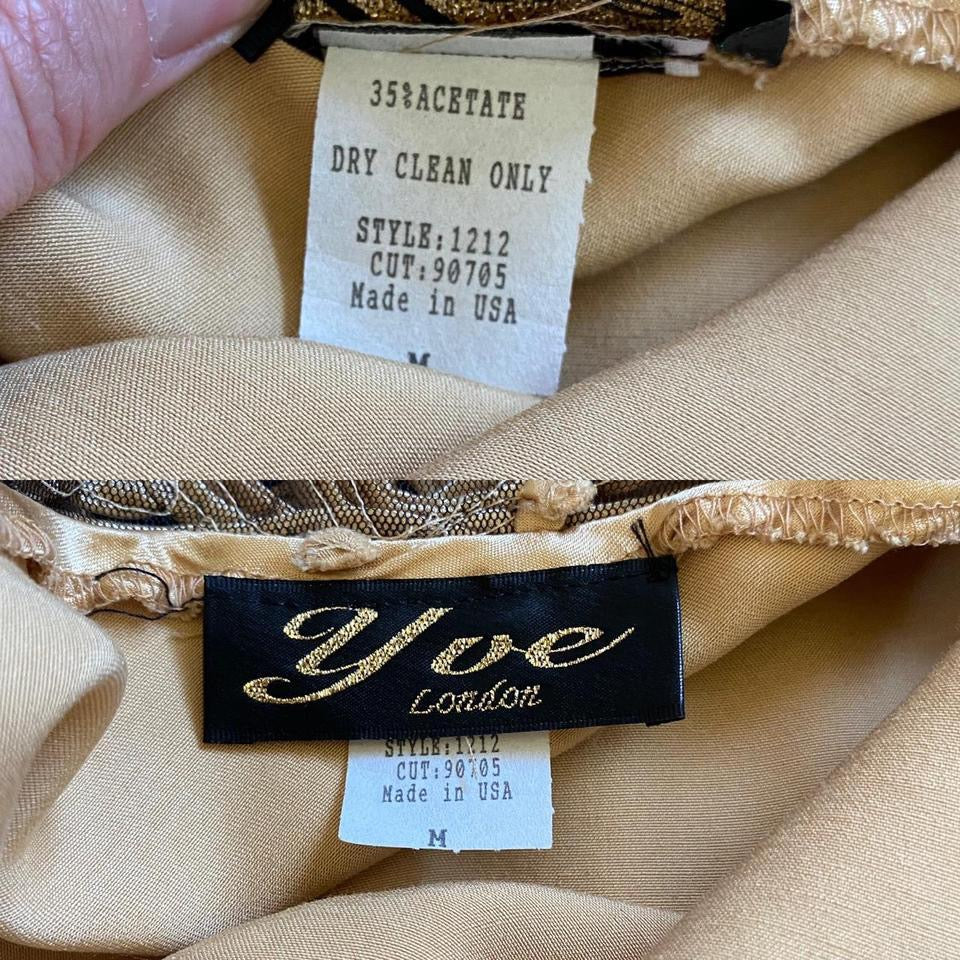 35%ACETATE
DRY CLEAN ONLY
STYLE:1212
CUT:90705
Made in USA
M
Yve
London
STYLE:1212
CUT:90705
Made in USA
M